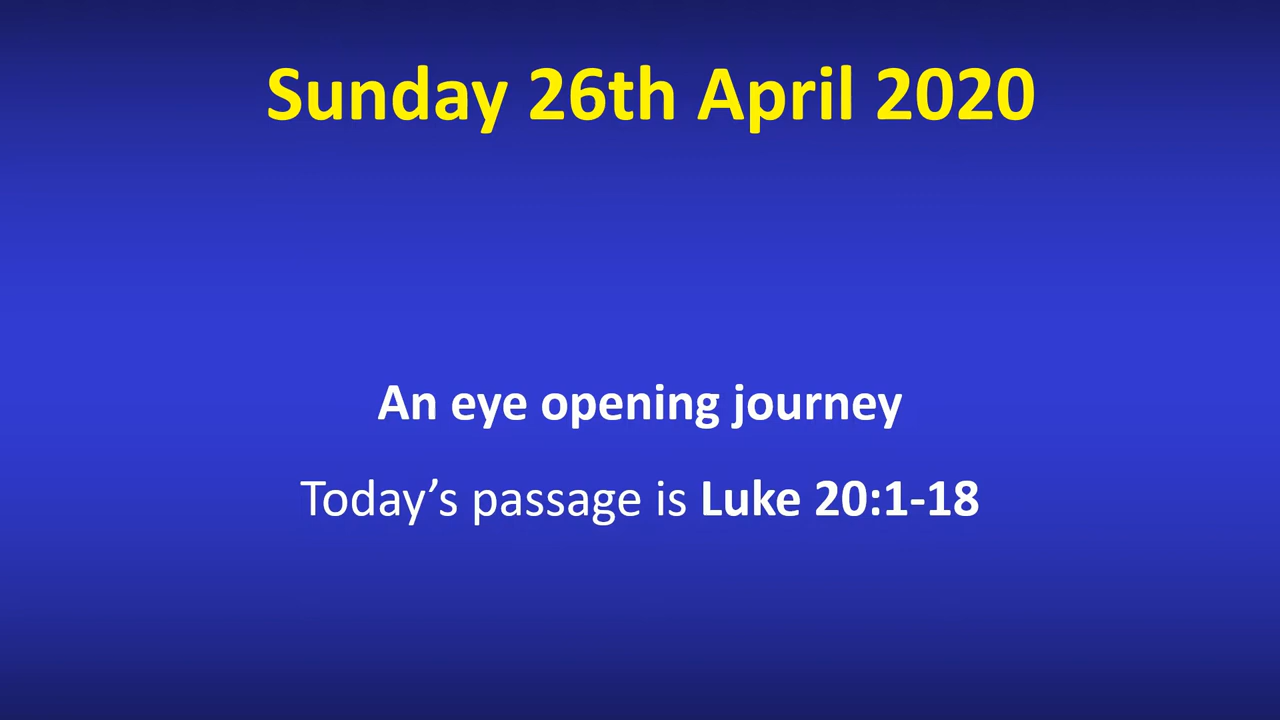 Sunday 26th April 2020
An eye opening journey
Today’s passage is Luke 20:1-18